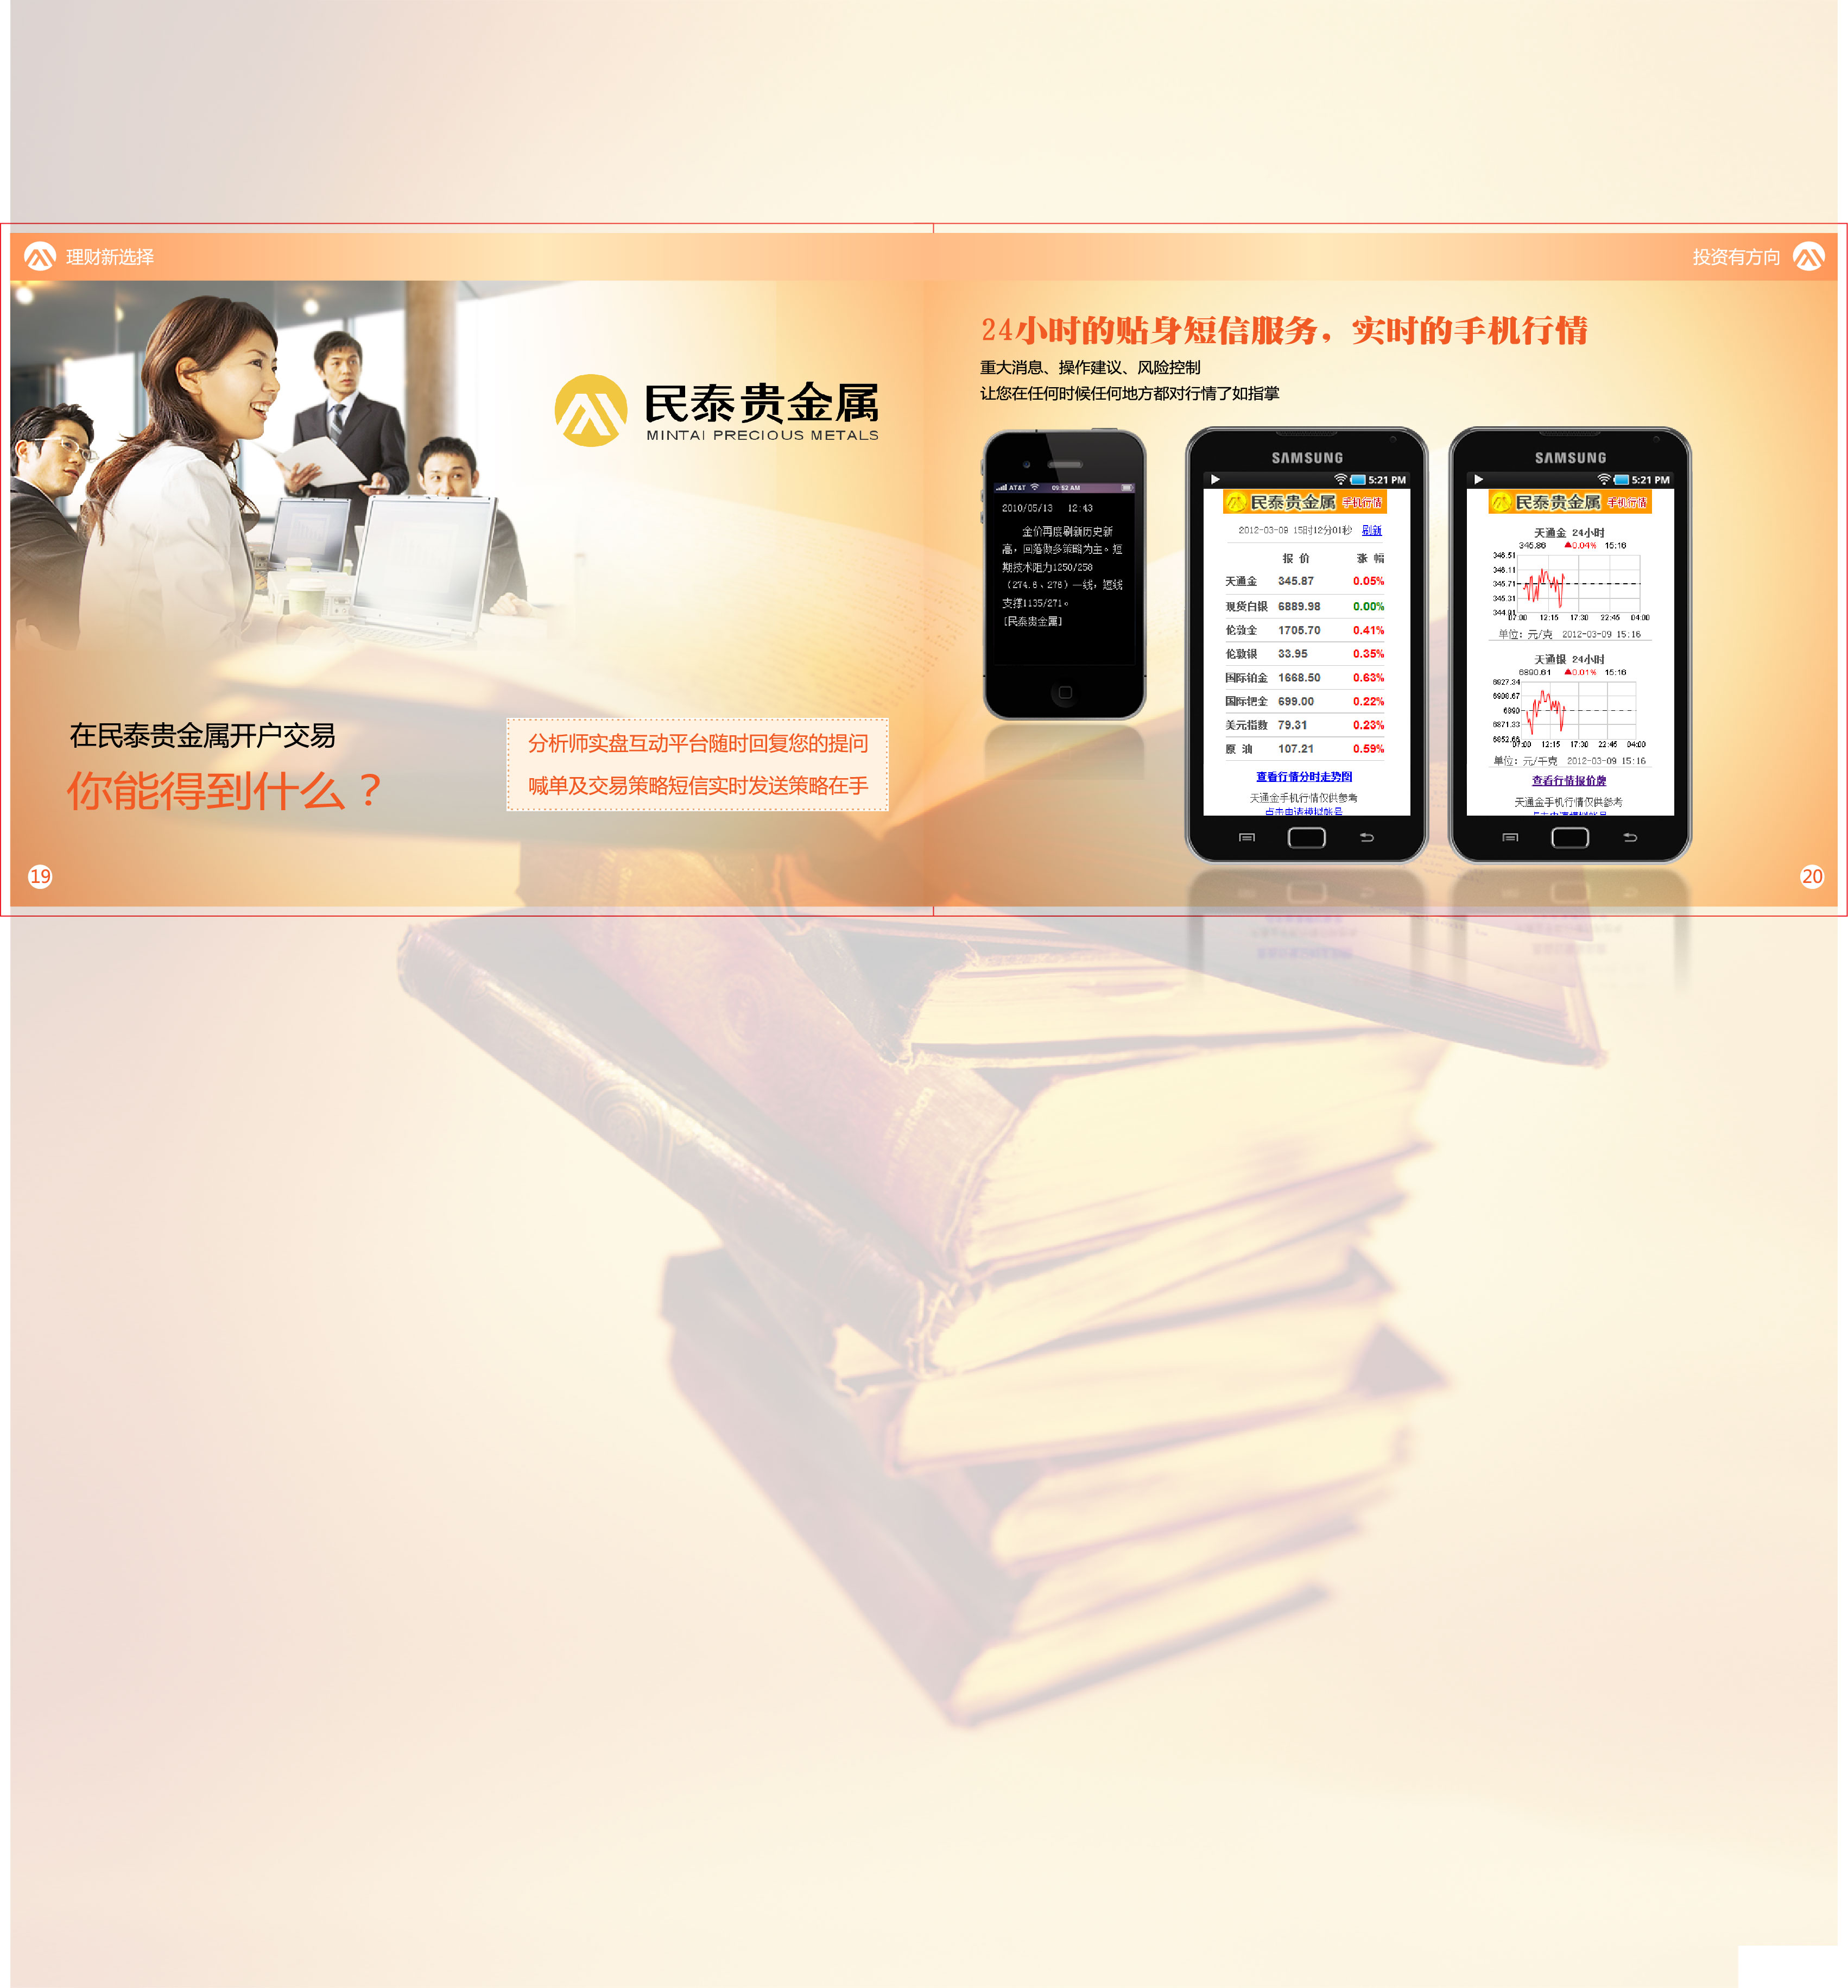 理财新选择
民泰贵金属
MINTAI PRECIOUS METALS
在民泰贵金属开户交易
你能得到什么？
分析师实盘互动平台随时回复您的提问
喊单及交易策略短信实时发送策略在手
19
投资有方向
24小时的贴身短信服务，实时的手机行情
重大消息、操作建议、风险控制
让您在任何时候任何地方都对行情了如指掌
AT&T 09:52 AM
2010/05/13 12:43
金价再度刷新历史新
高，回落做多策略为主。短
期技术阻力1250/258
（274.6、278）一线，短线
支撑1135/271。
[民泰贵金属]
SAMSUNG
5:21 PM
民泰贵金属 手机行情
2012-03-09 15时12分01秒 刷新
报 价 涨 幅
天通金 345.87 0.05%
现货白银 6889.98 0.00%
伦敦金 1705.70 0.41%
伦敦银 33.95 0.35%
国际铂金 1668.50 0.63%
国际钯金 699.00 0.22%
美元指数 79.31 0.23%
原 油 107.21 0.59%
查看行情分时走势图
天通金手机行情仅供参考
点击申请模拟账号
SAMSUNG
5:21 PM
民泰贵金属 手机行情
天通金 24小时
345.86 ▲0.04% 15:16
346.51
346.11
345.71
345.31
344.91
07:00 12:15 17:30 22:45 04:00
单位：元/克 2012-03-09 15:16
天通银 24小时
6890.61 ▲0.01% 15:16
6927.34
6908.67
6890
6871.33
6852.66
07:00 12:15 17:30 22:45 04:00
单位：元/千克 2012-03-09 15:16
查看行情报价牌
天通金手机行情仅供参考
20